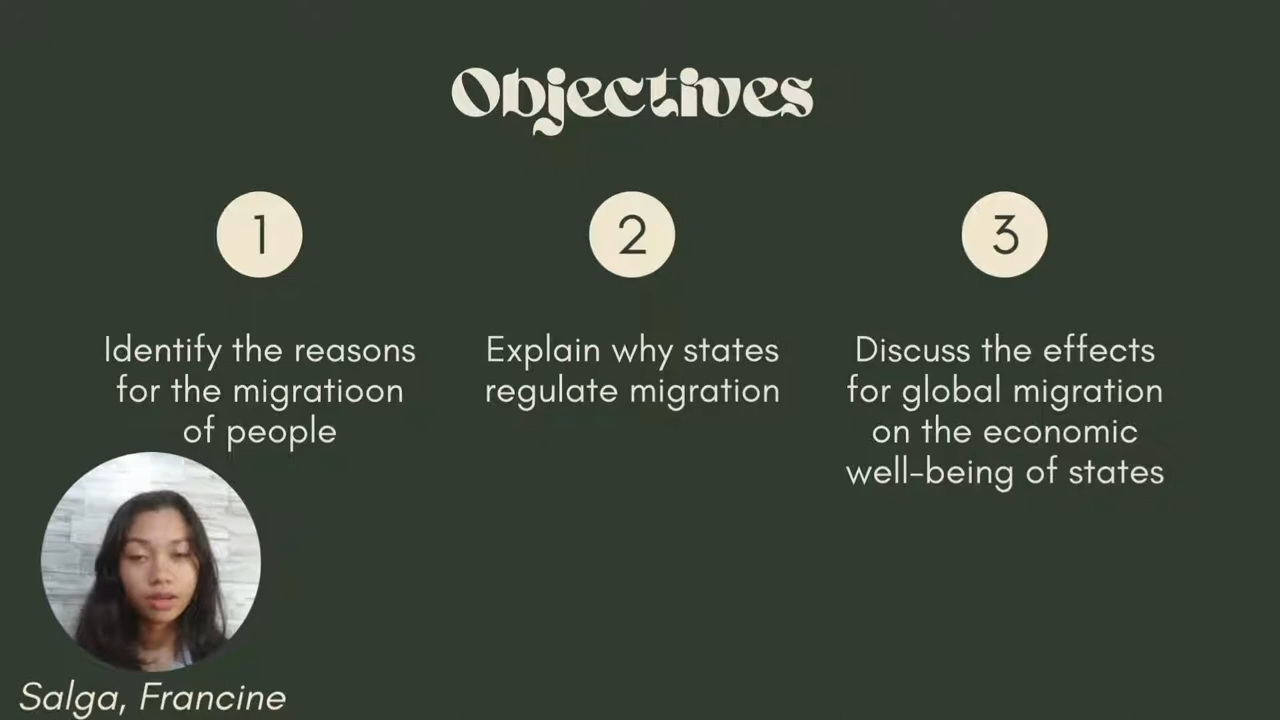 Objectives
1
Identify the reasons
for the migratioon
of people
2
Explain why states
regulate migration
3
Discuss the effects
for global migration
on the economic
well-being of states
Salga, Francine